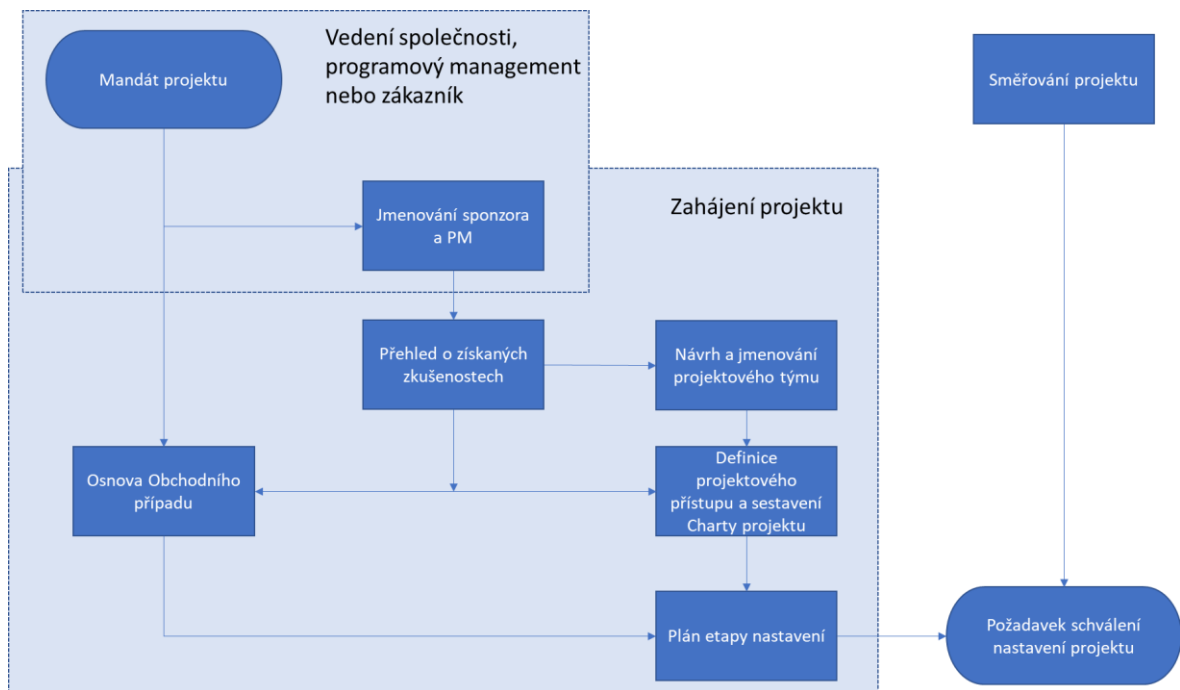 Vedení společnosti,
programový management
nebo zákazník
Mandát projektu
Směřování projektu
Jmenování sponzora
a PM
Zahájení projektu
Přehled o získaných
zkušenostech
Návrh a jmenování
projektového týmu
Osnova Obchodního
případu
Definice
projektového
přístupu a sestavení
Charty projektu
Plán etapy nastavení
Požadavek schválení
nastavení projektu